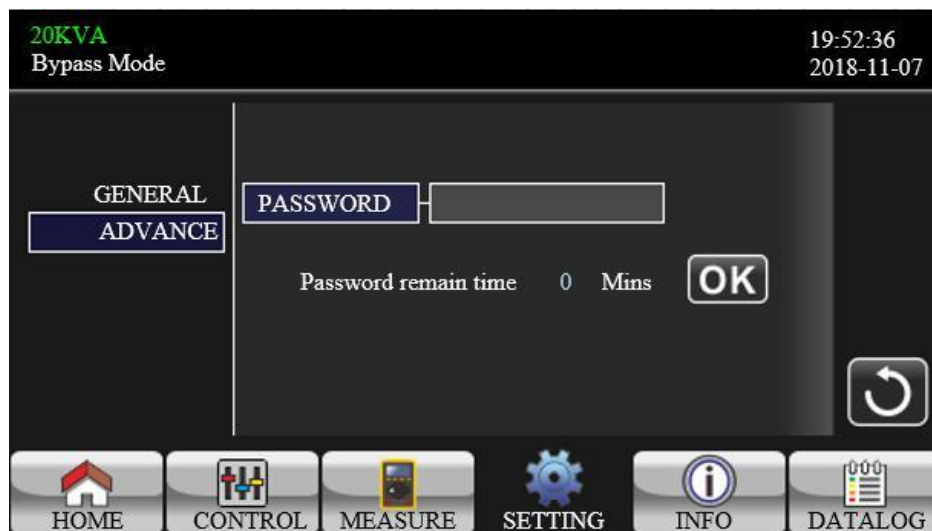 20KVA
Bypass Mode
19:52:36
2018-11-07
GENERAL
ADVANCE
PASSWORD
Password remain time 0 Mins
OK
HOME
CONTROL
MEASURE
SETTING
INFO
DATALOG